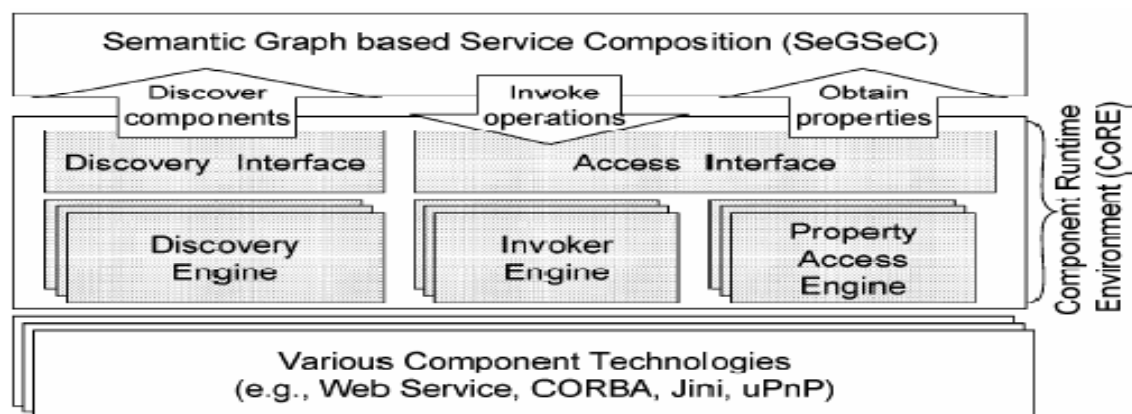 Semantic Graph based Service Composition (SeGSeC)
Discover
components
Invoke
operations
Obtain
properties
Discovery Interface
Access Interface
Discovery
Engine
Invoker
Engine
Property
Access
Engine
Component Runtime
Environment (CoRE)
Various Component Technologies
(e.g., Web Service, CORBA, Jini, uPnP)